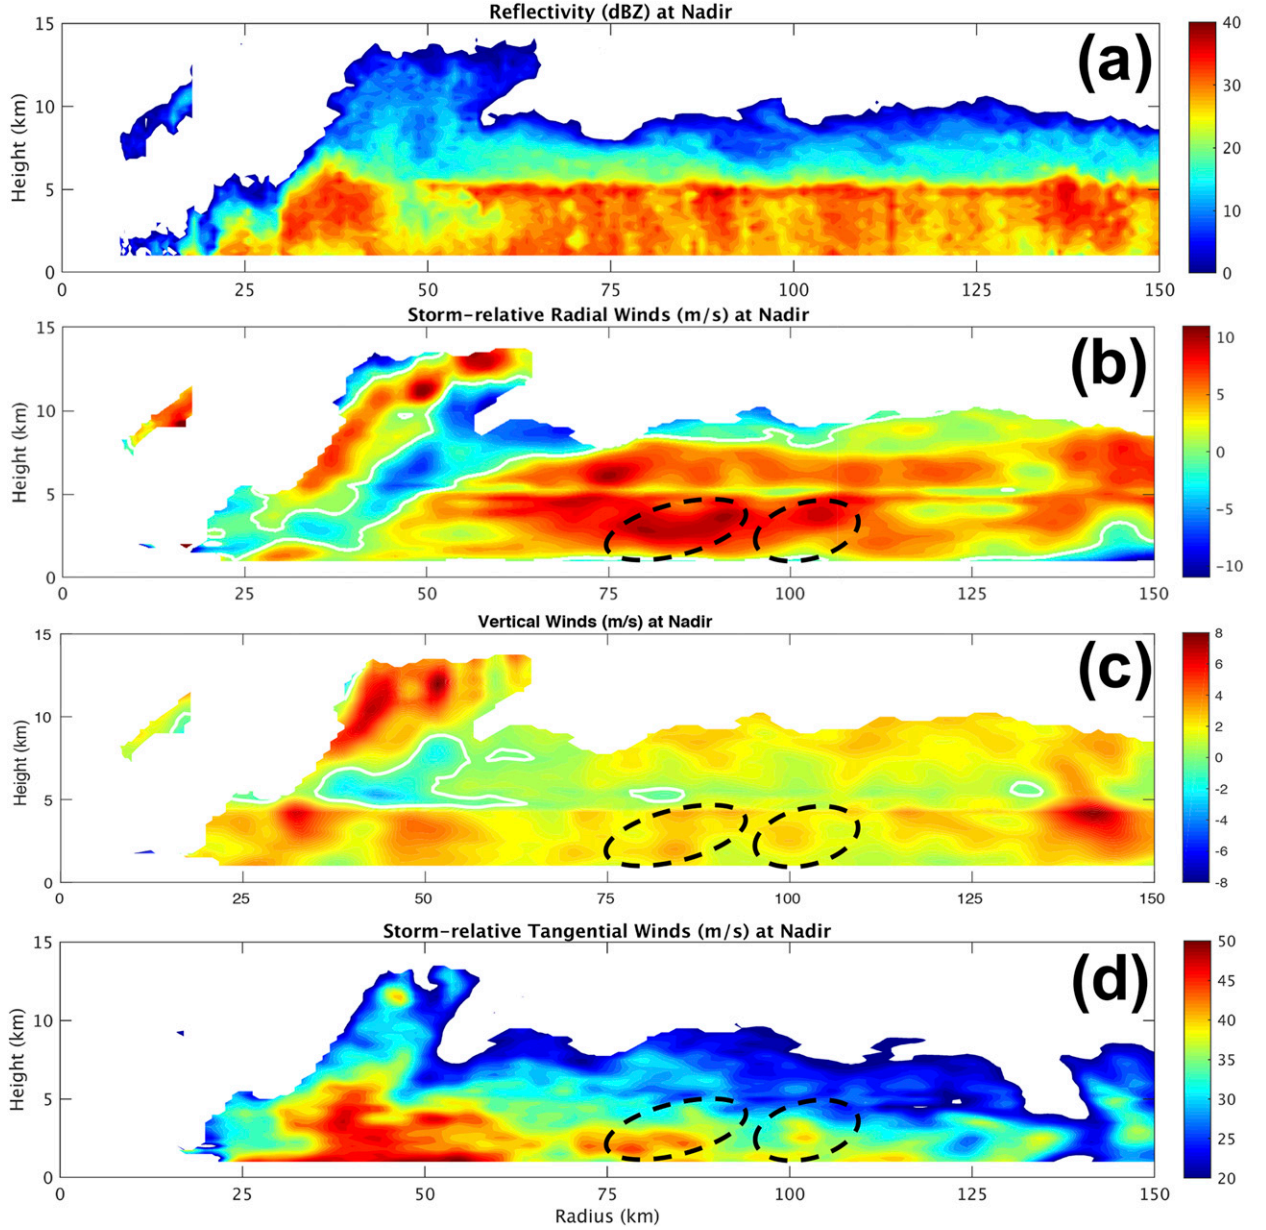 Reflectivity (dBZ) at Nadir
(a)
15
10
5
0
Height (km)
0 25 50 75 100 125 150
40
30
20
10
0
Storm-relative Radial Winds (m/s) at Nadir
(b)
15
10
5
0
Height (km)
0 25 50 75 100 125 150
10
5
0
-5
-10
Vertical Winds (m/s) at Nadir
(c)
15
10
5
0
Height (km)
0 25 50 75 100 125 150
8
6
4
2
0
-2
-4
-6
-8
Storm-relative Tangential Winds (m/s) at Nadir
(d)
15
10
5
0
Height (km)
0 25 50 75 100 125 150
Radius (km)
50
45
40
35
30
25
20